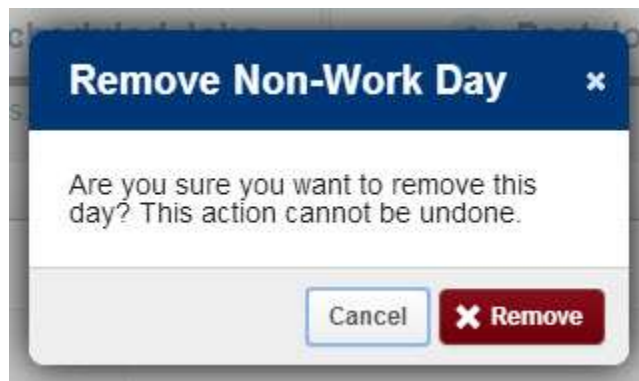 Remove Non-Work Day ×
Are you sure you want to remove this
day? This action cannot be undone.
Cancel ✖ Remove